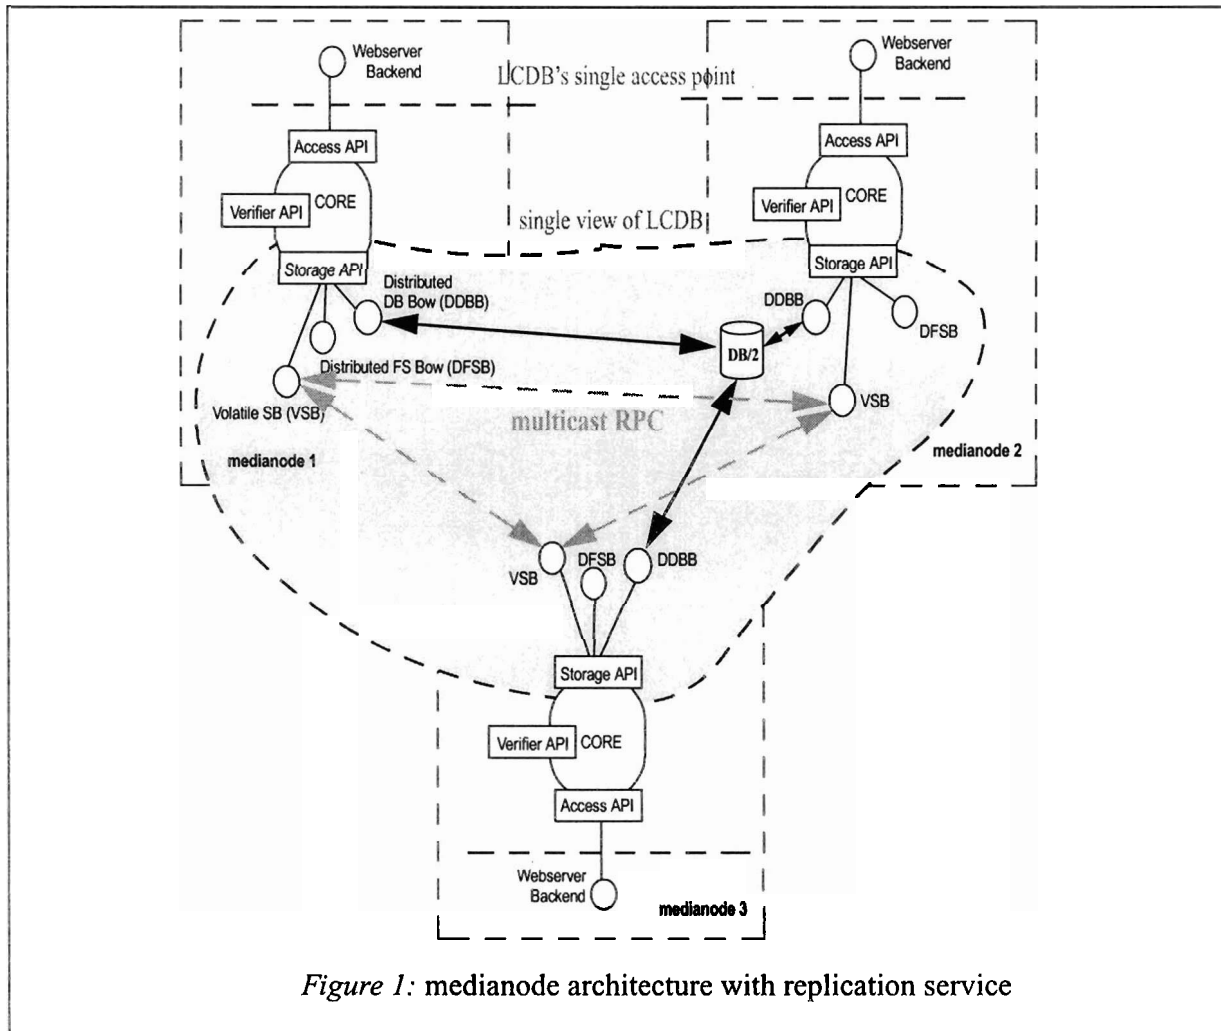 Webserver
Backend
Webserver
Backend
LCDB's single access point
Access API
Access API
CORE
Verifier API
CORE
Verifier API
single view of LCDB
Storage API
Storage API
Distributed
DB Bow (DDBB)
DDBB
DFSB
DB/2
Distributed FS Bow (DFSB)
VSB
Volatile SB (VSB)
multicast RPC
medianode 1
medianode 2
DFSB
DDBB
VSB
Storage API
Verifier API
CORE
Access API
Webserver
Backend
medianode 3
Figure 1: medianode architecture with replication service